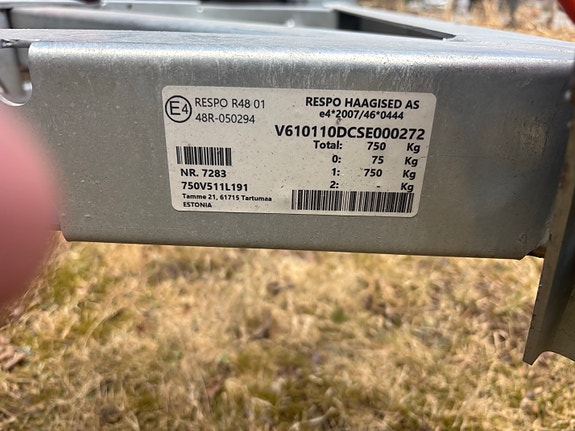 E4 RESPO R48 01
48R-050294
RESPO HAAGISED AS
e4*2007/46*0444
V610110DCSE000272
Total: 750 Kg
0: 75 Kg
1: 750 Kg
2: - Kg
NR. 7283
750V511L191
Tamme 21, 61715 Tartumaa
ESTONIA